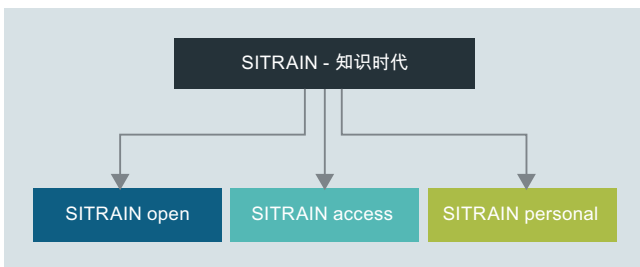 SITRAIN - 知识时代
SITRAIN open
SITRAIN access
SITRAIN personal